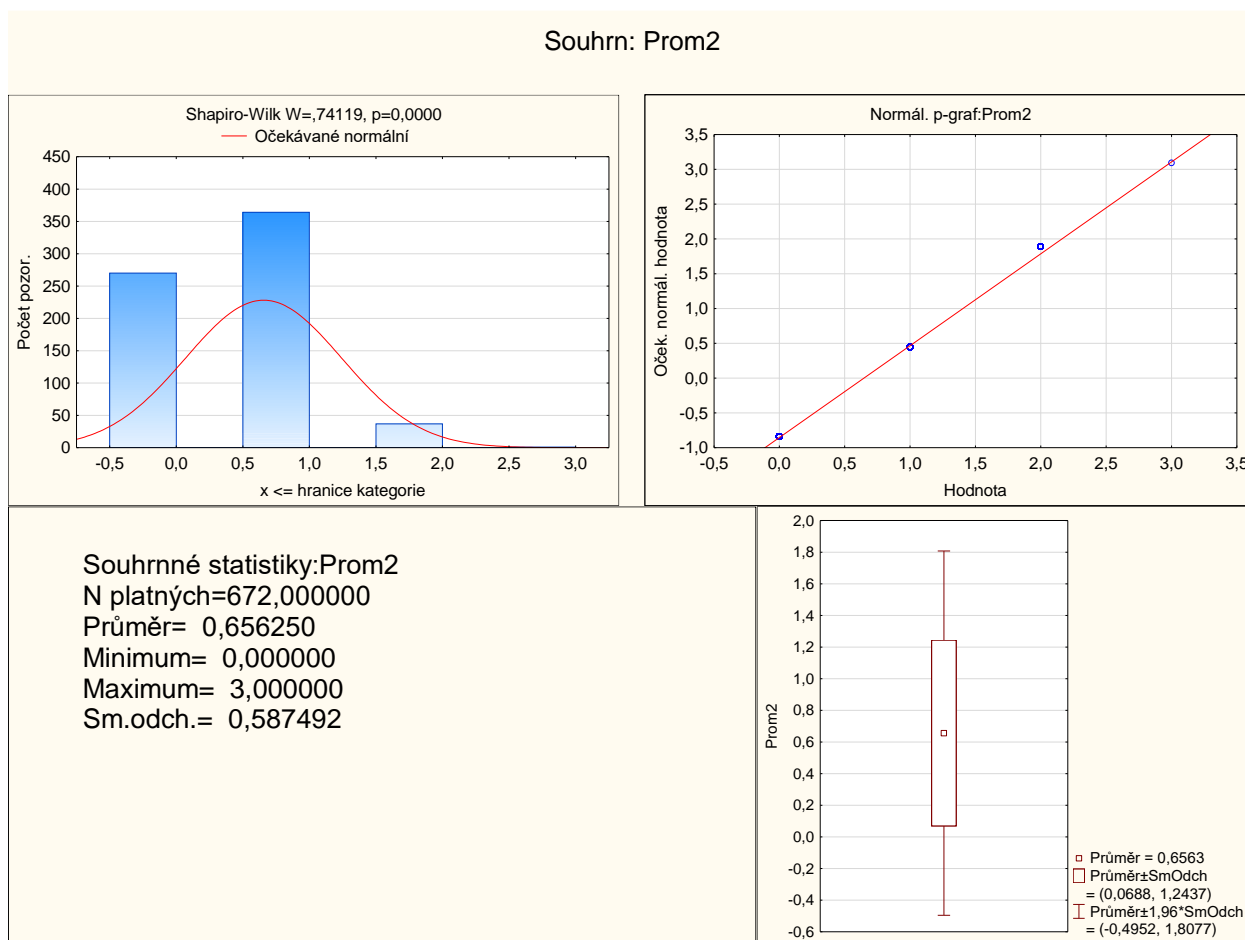 Souhrn: Prom2
Shapiro-Wilk W=,74119, p=0,0000
Očekávané normální
450
400
350
300
250
200
150
100
50
0
Počet pozor.
-0,5 0,0 0,5 1,0 1,5 2,0 2,5 3,0
x <= hranice kategorie
Normál. p-graf:Prom2
3,5
3,0
2,5
2,0
1,5
1,0
0,5
0,0
-0,5
-1,0
Oček. normál. hodnota
-0,5 0,0 0,5 1,0 1,5 2,0 2,5 3,0 3,5
Hodnota
Souhrnné statistiky:Prom2
N platných=672,000000
Průměr= 0,656250
Minimum= 0,000000
Maximum= 3,000000
Sm.odch.= 0,587492
2,0
1,8
1,6
1,4
1,2
1,0
0,8
0,6
0,4
0,2
0,0
-0,2
-0,4
-0,6
Prom2
Průměr = 0,6563
Průměr±SmOdch
= (0,0688, 1,2437)
Průměr±1,96*SmOdch
= (-0,4952, 1,8077)